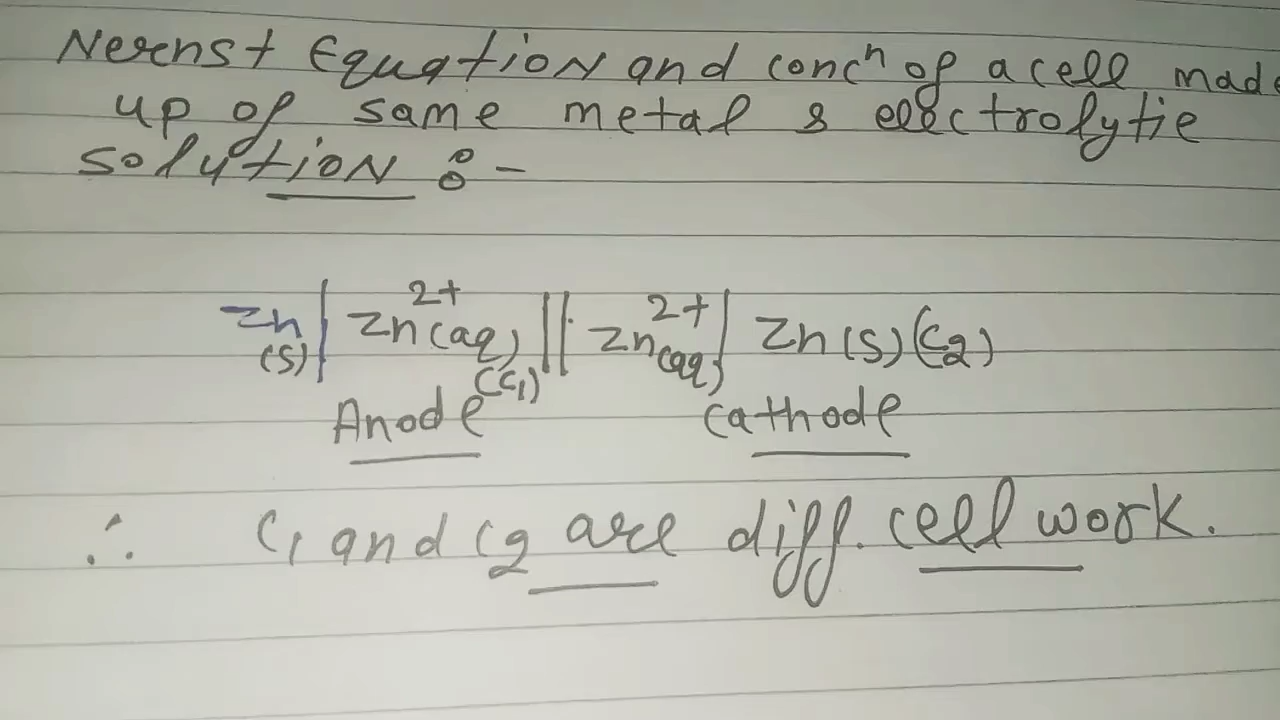 Nernst Equation and concⁿ of a cell made
up of same metal & electrolytie
solution :-
Zn(s) | Zn²⁺(aq) (C₁) || Zn²⁺(aq) | Zn(s) (C₂)
Anode Cathode
∴ C₁ and C₂ are diff. cell work.